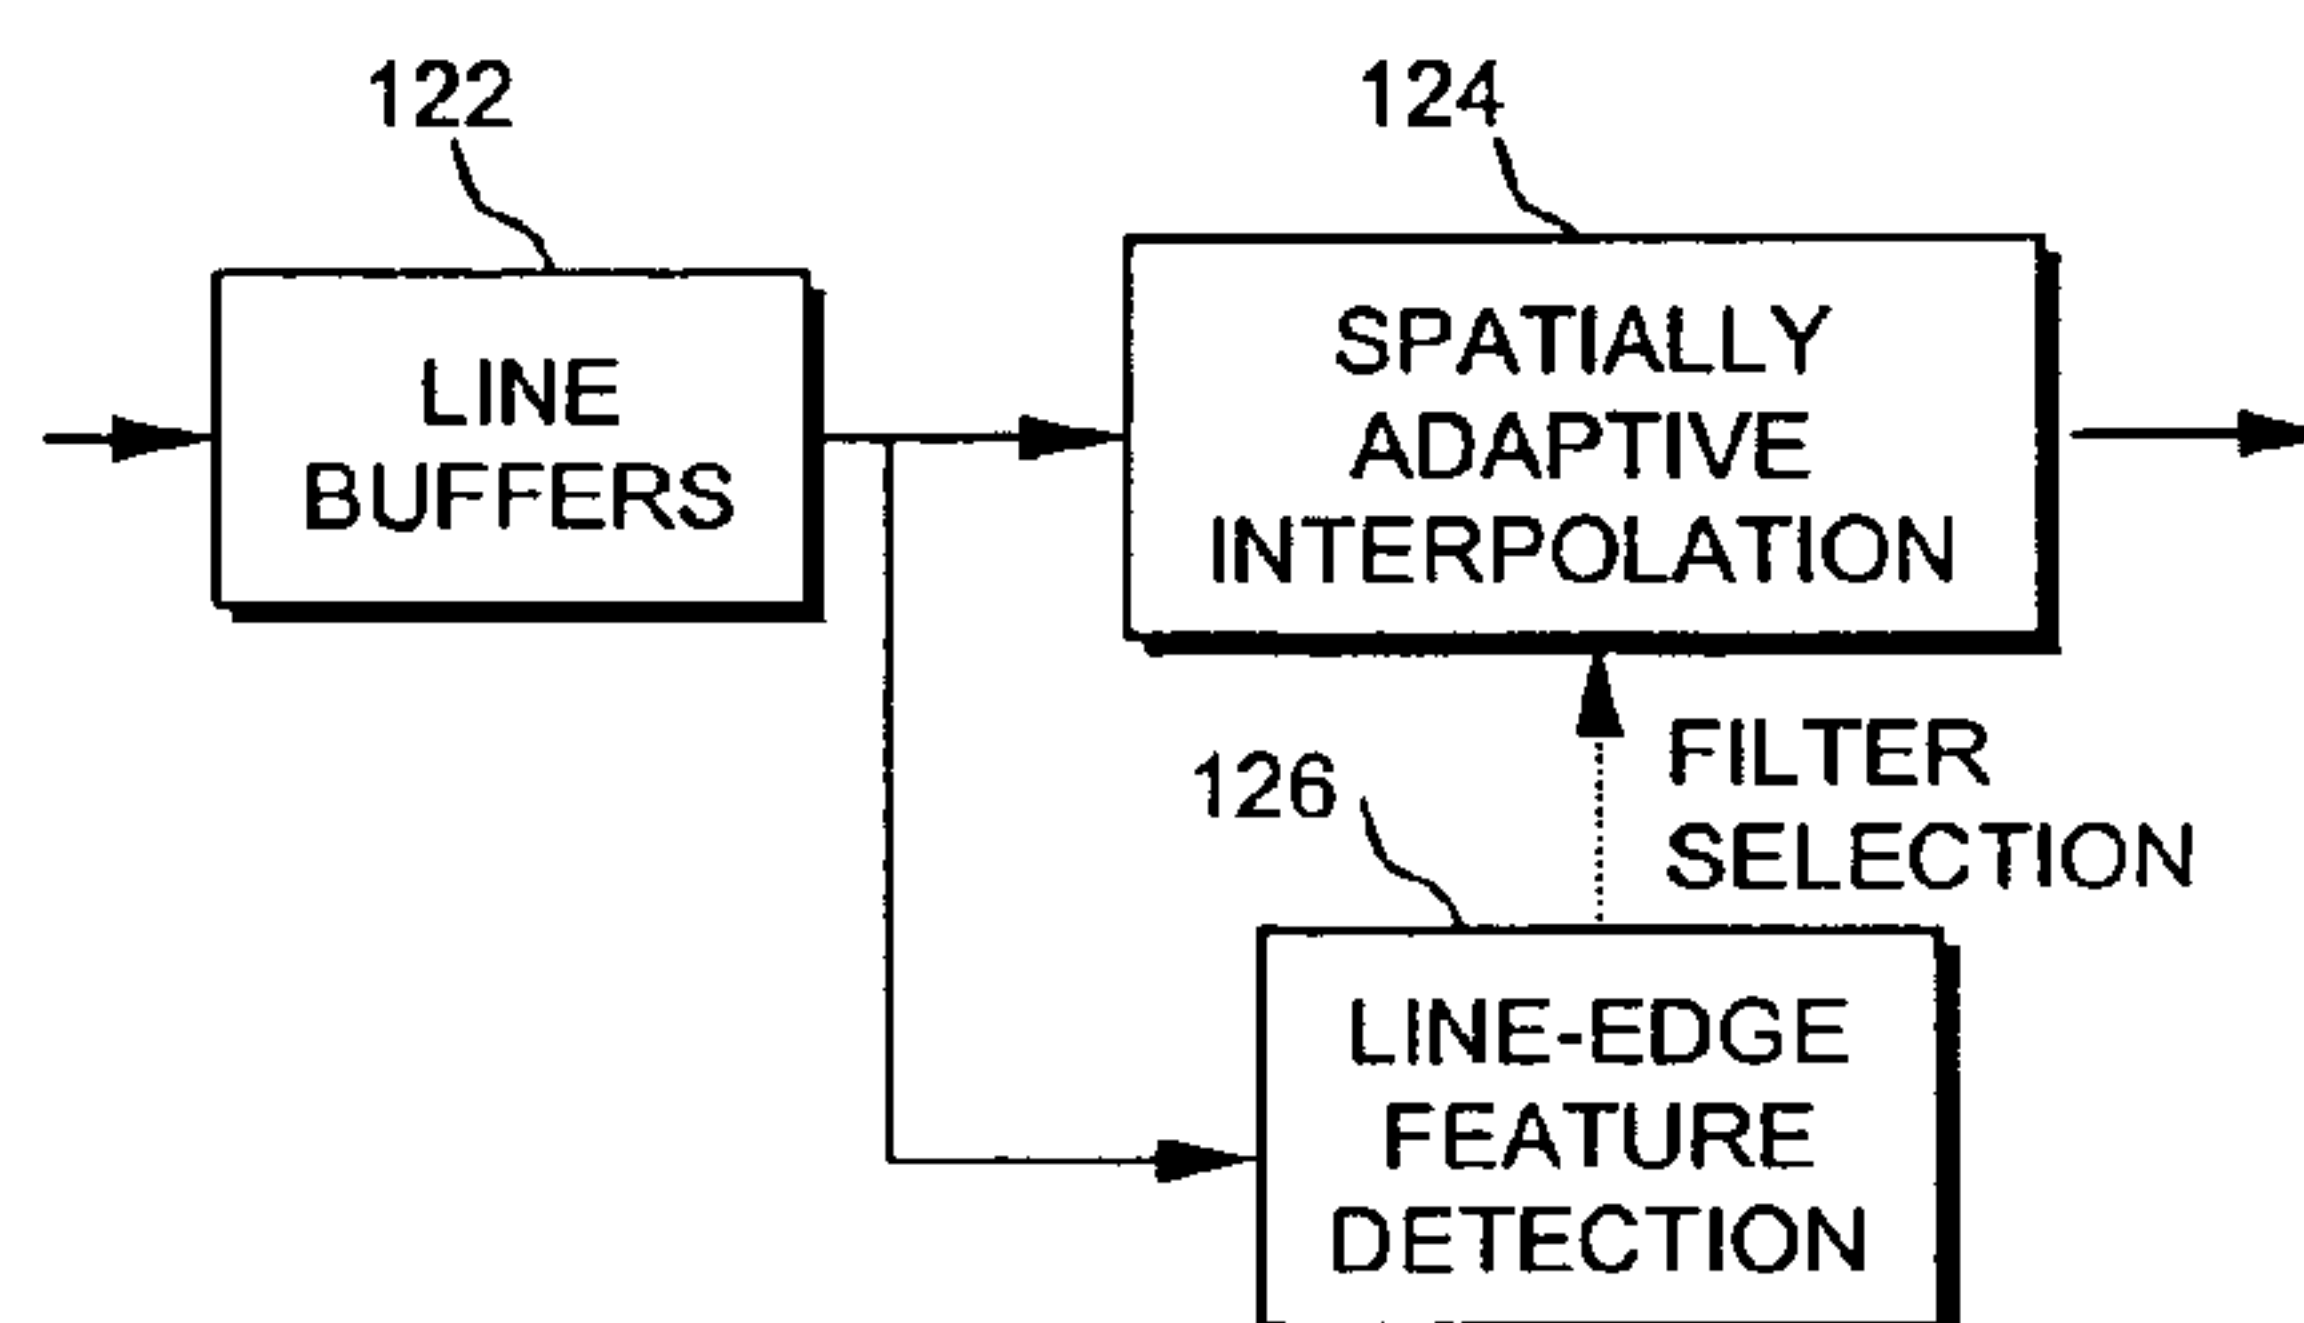 122
124
LINE
BUFFERS
SPATIALLY
ADAPTIVE
INTERPOLATION
126
FILTER
SELECTION
LINE-EDGE
FEATURE
DETECTION